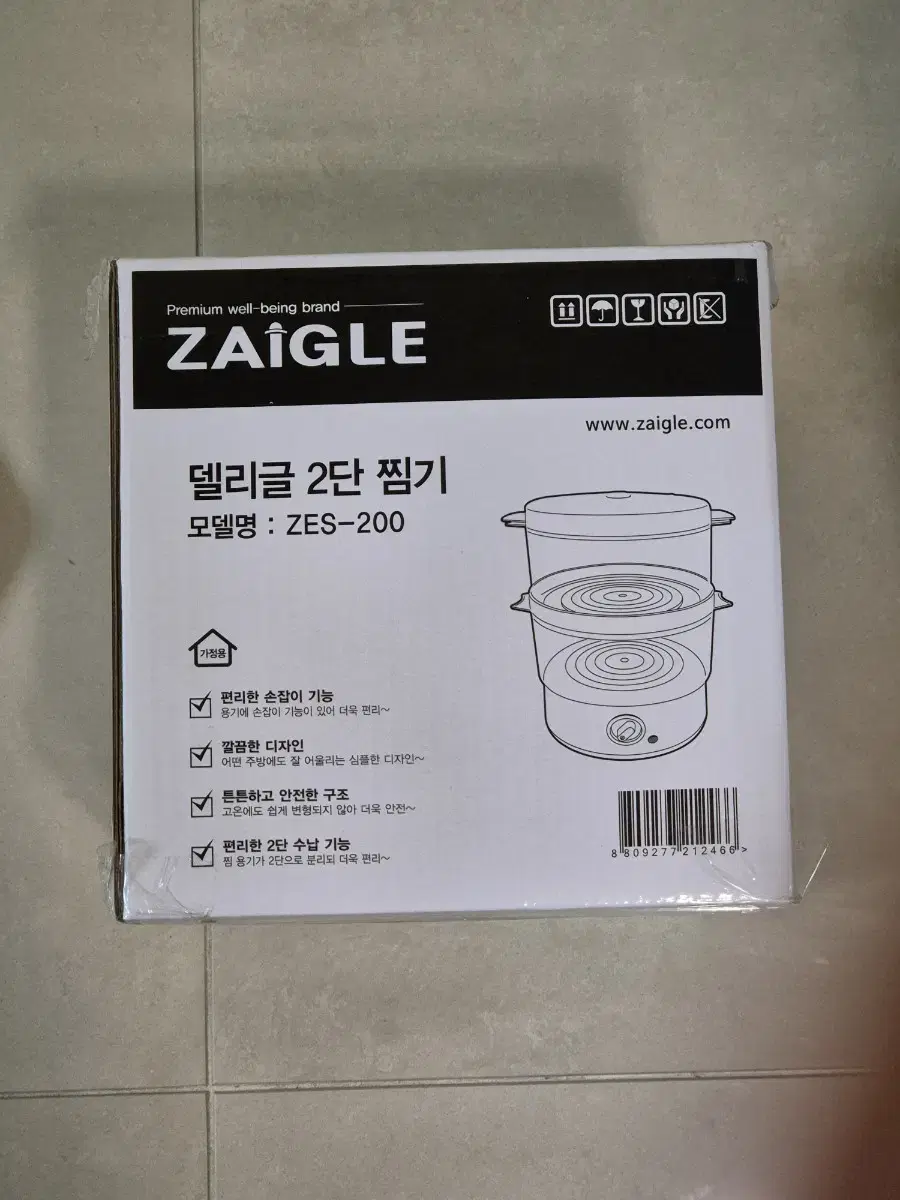 Premium well-being brand
ZAiGLE
www.zaigle.com
델리글 2단 찜기
모델명 : ZES-200
가정용
편리한 손잡이 기능
용기에 손잡이 기능이 있어 더욱 편리~
깔끔한 디자인
어떤 주방에도 잘 어울리는 심플한 디자인~
튼튼하고 안전한 구조
고온에도 쉽게 변형되지 않아 더욱 안전~
편리한 2단 수납 기능
찜 용기가 2단으로 분리되 더욱 편리~
8 809277 212466 >